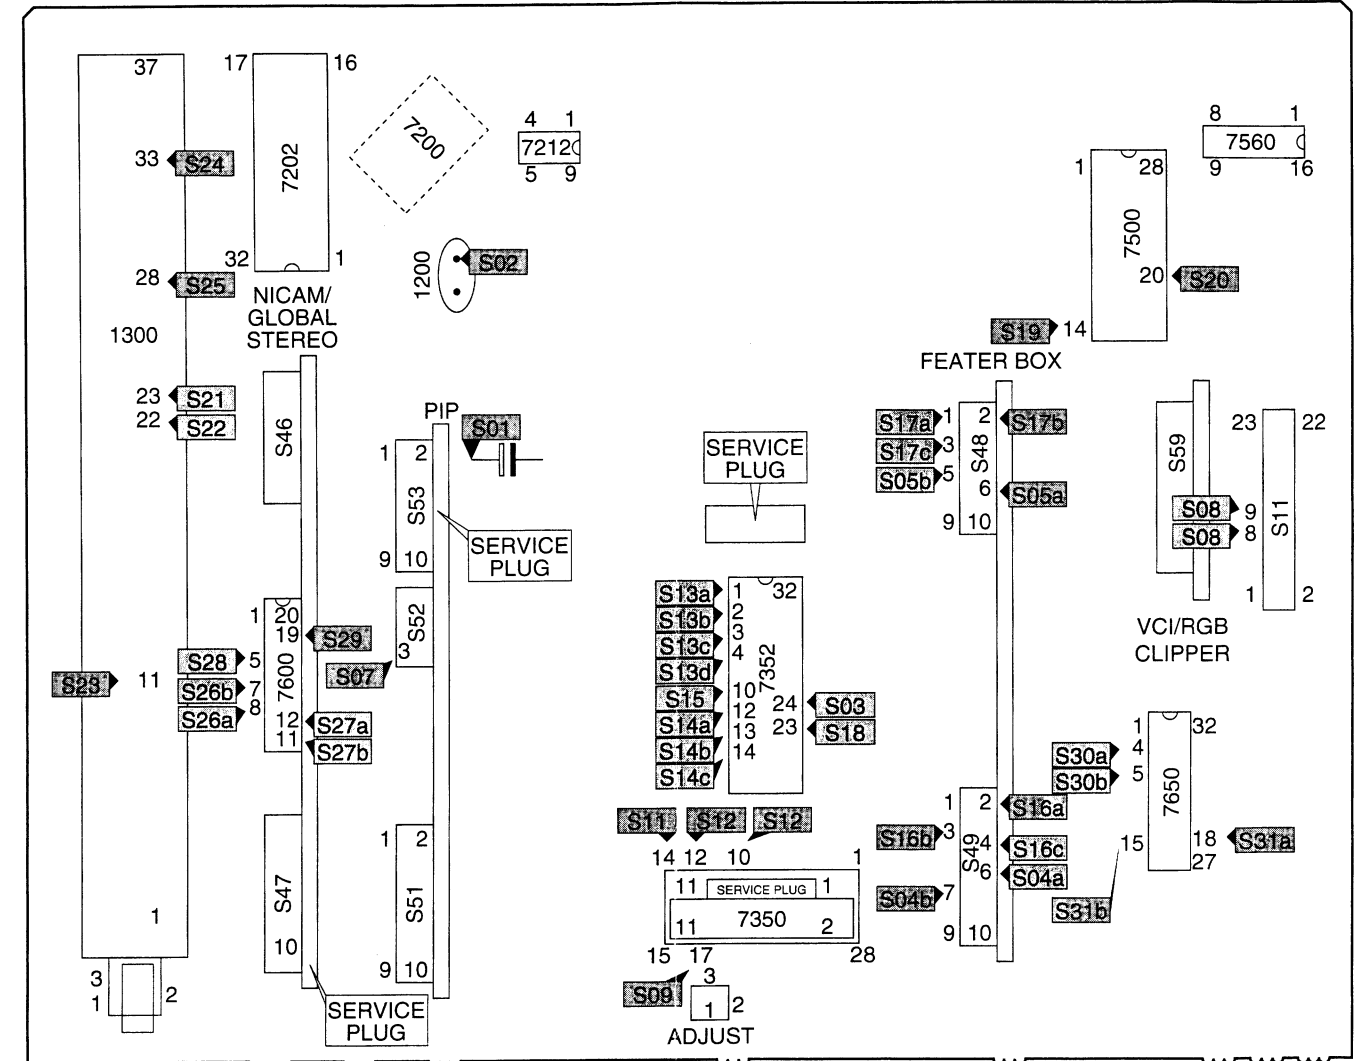 37
17
16
8
1
4
1
7202
7200
7212
7560
33
S24
5
9
1
28
9
16
7500
32
1
28
S25
1200
S02
20
S20
NICAM/
GLOBAL
STEREO
1300
S19
14
FEATER BOX
23
S21
22
S22
S46
PIP
S01
1
2
S53
9
10
SERVICE
PLUG
SERVICE
PLUG
S17a
1
2
S17b
S17c
3
S48
S05b
5
6
S05a
9
10
S59
23
22
S08
9
S11
S08
8
1
2
VCI/RGB
CLIPPER
S13a
1
32
S13b
2
S13c
3
S13d
4
7352
S15
10
S14a
12
S14b
13
S14c
14
24
S03
23
S18
1
20
19
S29
7600
S28
5
S26b
7
S26a
8
12
S27a
11
S27b
S07
3
S52
S23
11
1
32
S30a
4
S30b
5
7650
15
18
S31a
27
S31b
S11
S12
S12
14
12
10
1
11
SERVICE PLUG
1
11
7350
2
15
17
28
S09
3
1
2
ADJUST
1
2
S16a
S16b
3
S49
4
S16c
6
S04a
S04b
7
9
10
S47
10
1
2
S51
9
10
SERVICE
PLUG
1
3
1
2